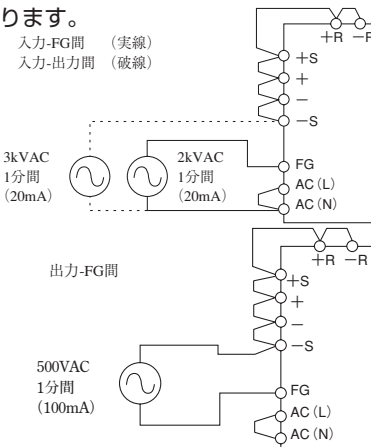 ります。
入力-FG間 (実線)
入力-出力間 (破線)
+R -R
+S
+
-
-S
3kVAC
1分間
(20mA)
2kVAC
1分間
(20mA)
FG
AC(L)
AC(N)
出力-FG間
+R -R
+S
+
-
-S
500VAC
1分間
(100mA)
FG
AC(L)
AC(N)